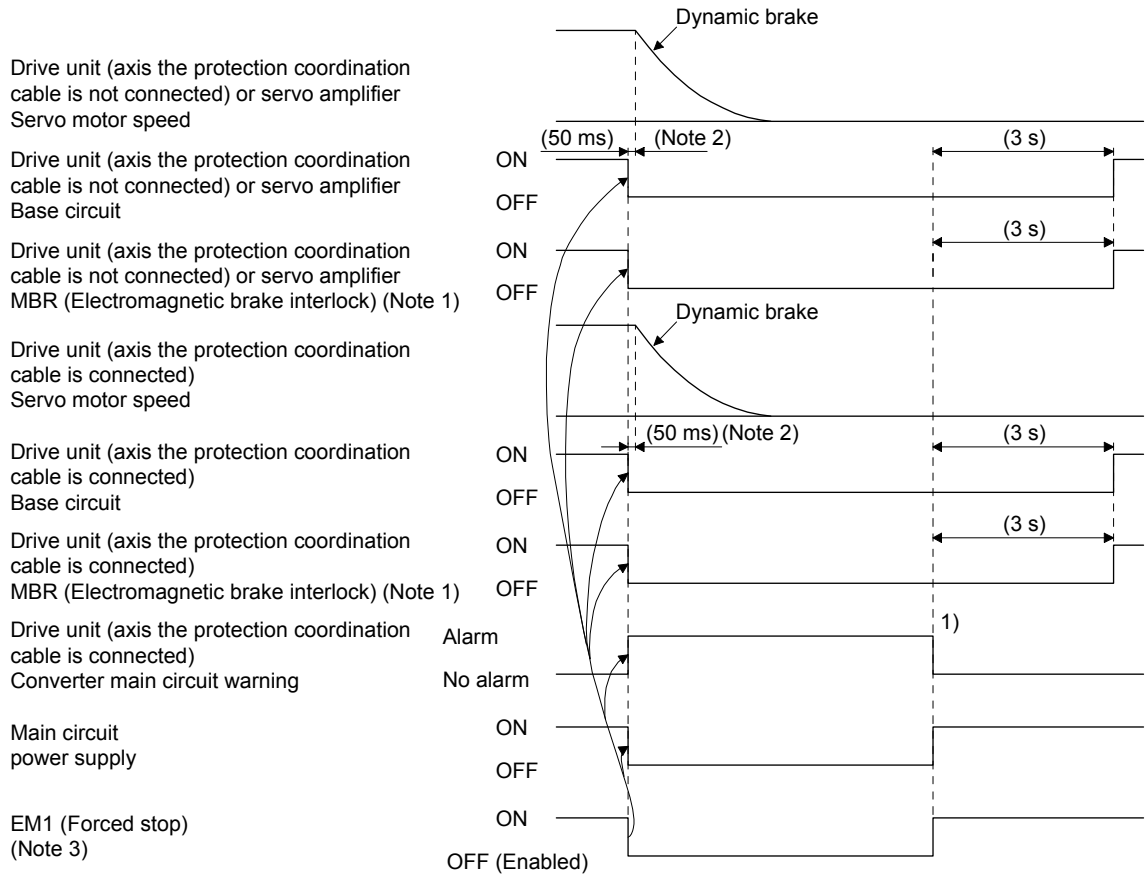 Dynamic brake
Drive unit (axis the protection coordination
cable is not connected) or servo amplifier
Servo motor speed
(50 ms) (Note 2) (3 s)
Drive unit (axis the protection coordination
cable is not connected) or servo amplifier
Base circuit
ON
OFF
(3 s)
Drive unit (axis the protection coordination
cable is not connected) or servo amplifier
MBR (Electromagnetic brake interlock) (Note 1)
ON
OFF
Dynamic brake
Drive unit (axis the protection coordination
cable is connected)
Servo motor speed
(50 ms) (Note 2) (3 s)
Drive unit (axis the protection coordination
cable is connected)
Base circuit
ON
OFF
(3 s)
Drive unit (axis the protection coordination
cable is connected)
MBR (Electromagnetic brake interlock) (Note 1)
ON
OFF
Drive unit (axis the protection coordination
cable is connected)
Converter main circuit warning
Alarm
No alarm
1)
Main circuit
power supply
ON
OFF
EM1 (Forced stop)
(Note 3)
ON
OFF (Enabled)